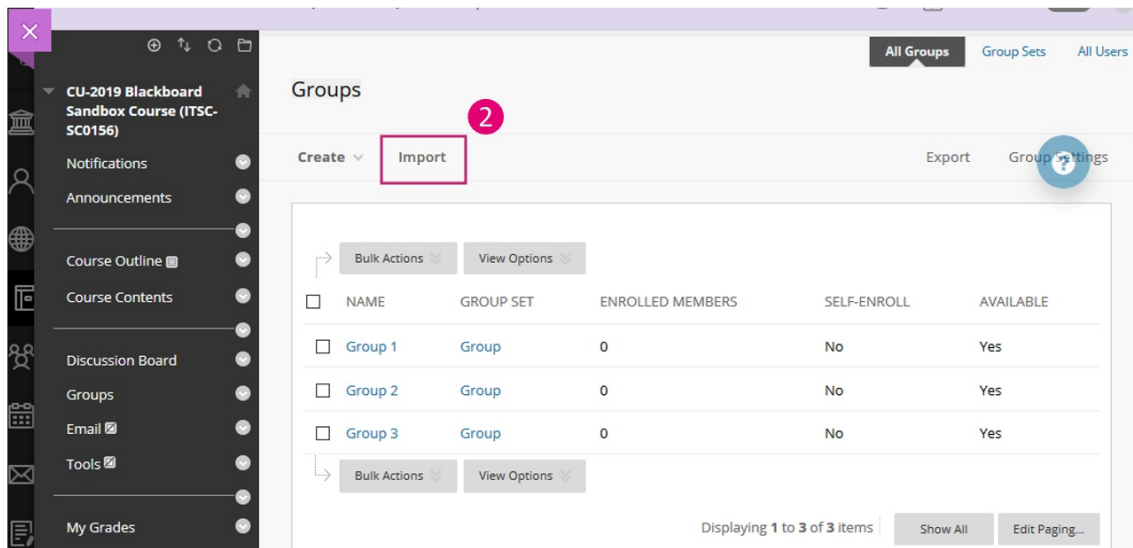 All Groups
Group Sets
All Users
CU-2019 Blackboard
Sandbox Course (ITSC-
SC0156)
Notifications
Announcements
Course Outline
Course Contents
Discussion Board
Groups
Email
Tools
My Grades
Groups
2
Create
Import
Export
Group Settings
?
Bulk Actions
View Options
NAME GROUP SET ENROLLED MEMBERS SELF-ENROLL AVAILABLE
Group 1 Group 0 No Yes
Group 2 Group 0 No Yes
Group 3 Group 0 No Yes
Bulk Actions
View Options
Displaying 1 to 3 of 3 items
Show All
Edit Paging...